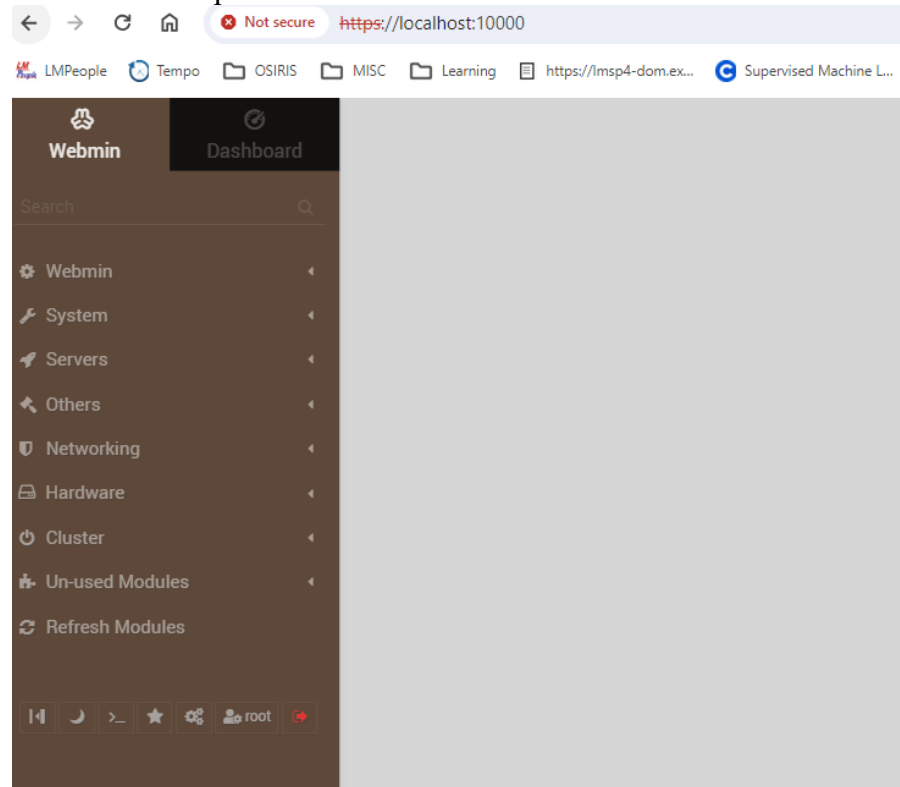 Not secure https://localhost:10000
LMPeople Tempo OSIRIS MISC Learning https://lmsp4-dom.ex... Supervised Machine L...
Webmin Dashboard
Search
Webmin
System
Servers
Others
Networking
Hardware
Cluster
Un-used Modules
Refresh Modules
root